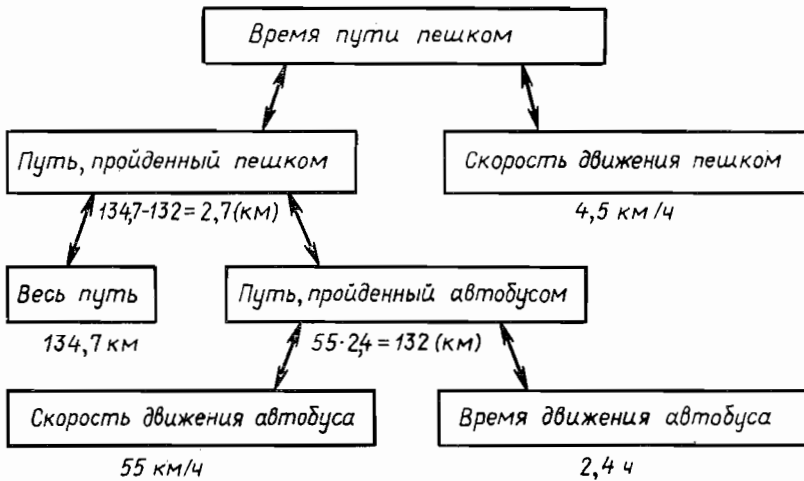 Время пути пешком
Путь, пройденный пешком
Скорость движения пешком
134,7-132=2,7(км)
4,5 км/ч
Весь путь
Путь, пройденный автобусом
134,7 км
55·2,4=132 (км)
Скорость движения автобуса
Время движения автобуса
55 км/ч
2,4 ч